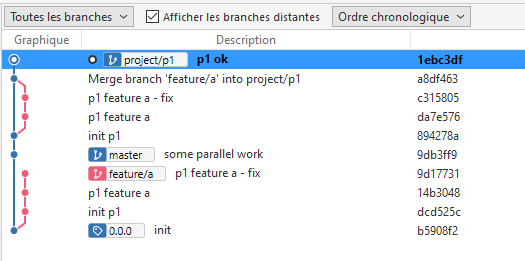 Toutes les branches Afficher les branches distantes Ordre chronologique
Graphique Description
project/p1 p1 ok 1ebc3df
Merge branch 'feature/a' into project/p1 a8df463
p1 feature a - fix c315805
p1 feature a da7e576
init p1 894278a
master some parallel work 9db3ff9
feature/a p1 feature a - fix 9d17731
p1 feature a 14b3048
init p1 dcd525c
0.0.0 init b5908f2